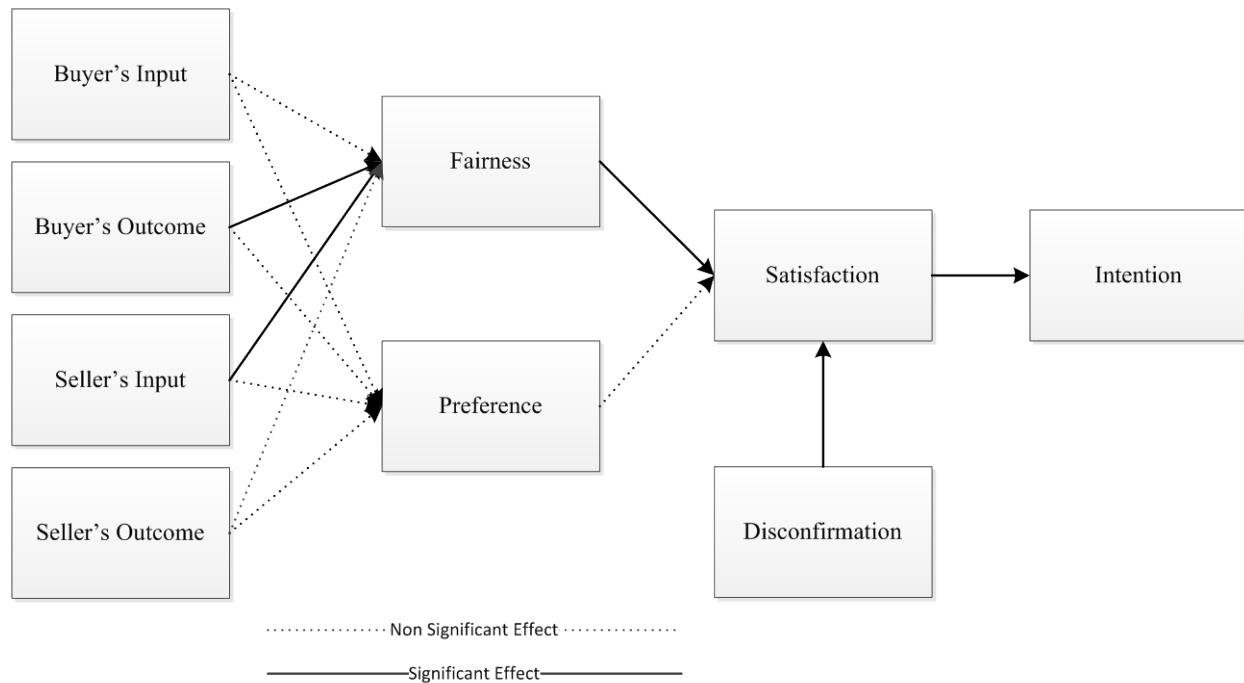 Buyer’s Input
Buyer’s Outcome
Seller’s Input
Seller’s Outcome
Fairness
Preference
Satisfaction
Disconfirmation
Intention
Non Significant Effect
Significant Effect